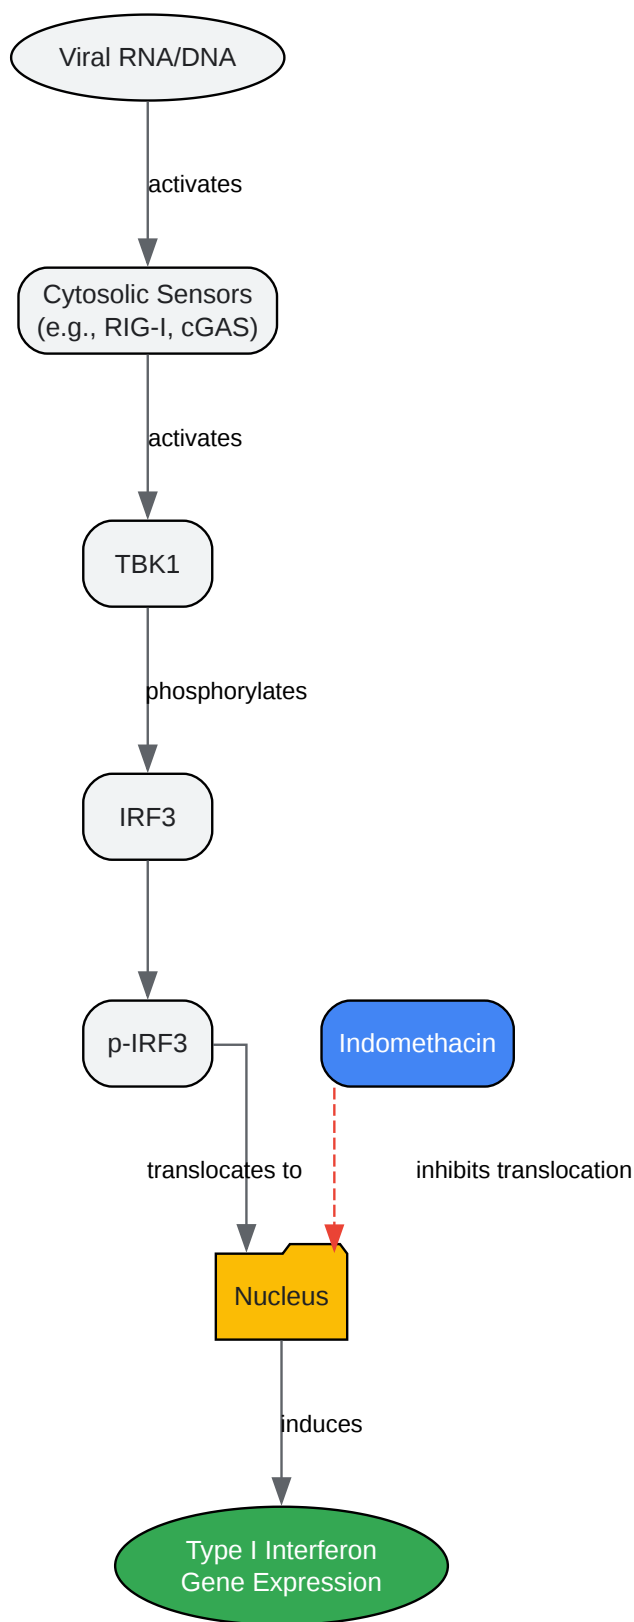 Viral RNA/DNA
activates
Cytosolic Sensors
(e.g., RIG-I, cGAS)
activates
TBK1
phosphorylates
IRF3
p-IRF3
Indomethacin
translocates to
inhibits translocation
Nucleus
induces
Type I Interferon
Gene Expression